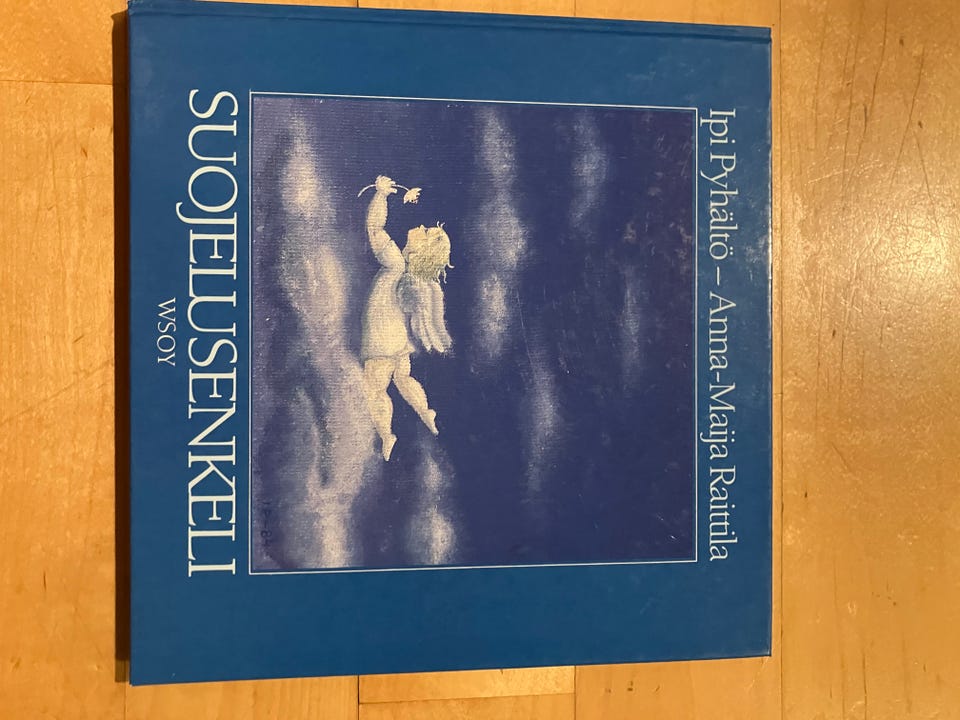 Ipi Pyhältö – Anna-Maija Raittila
SUOJELUSENKELI
WSOY